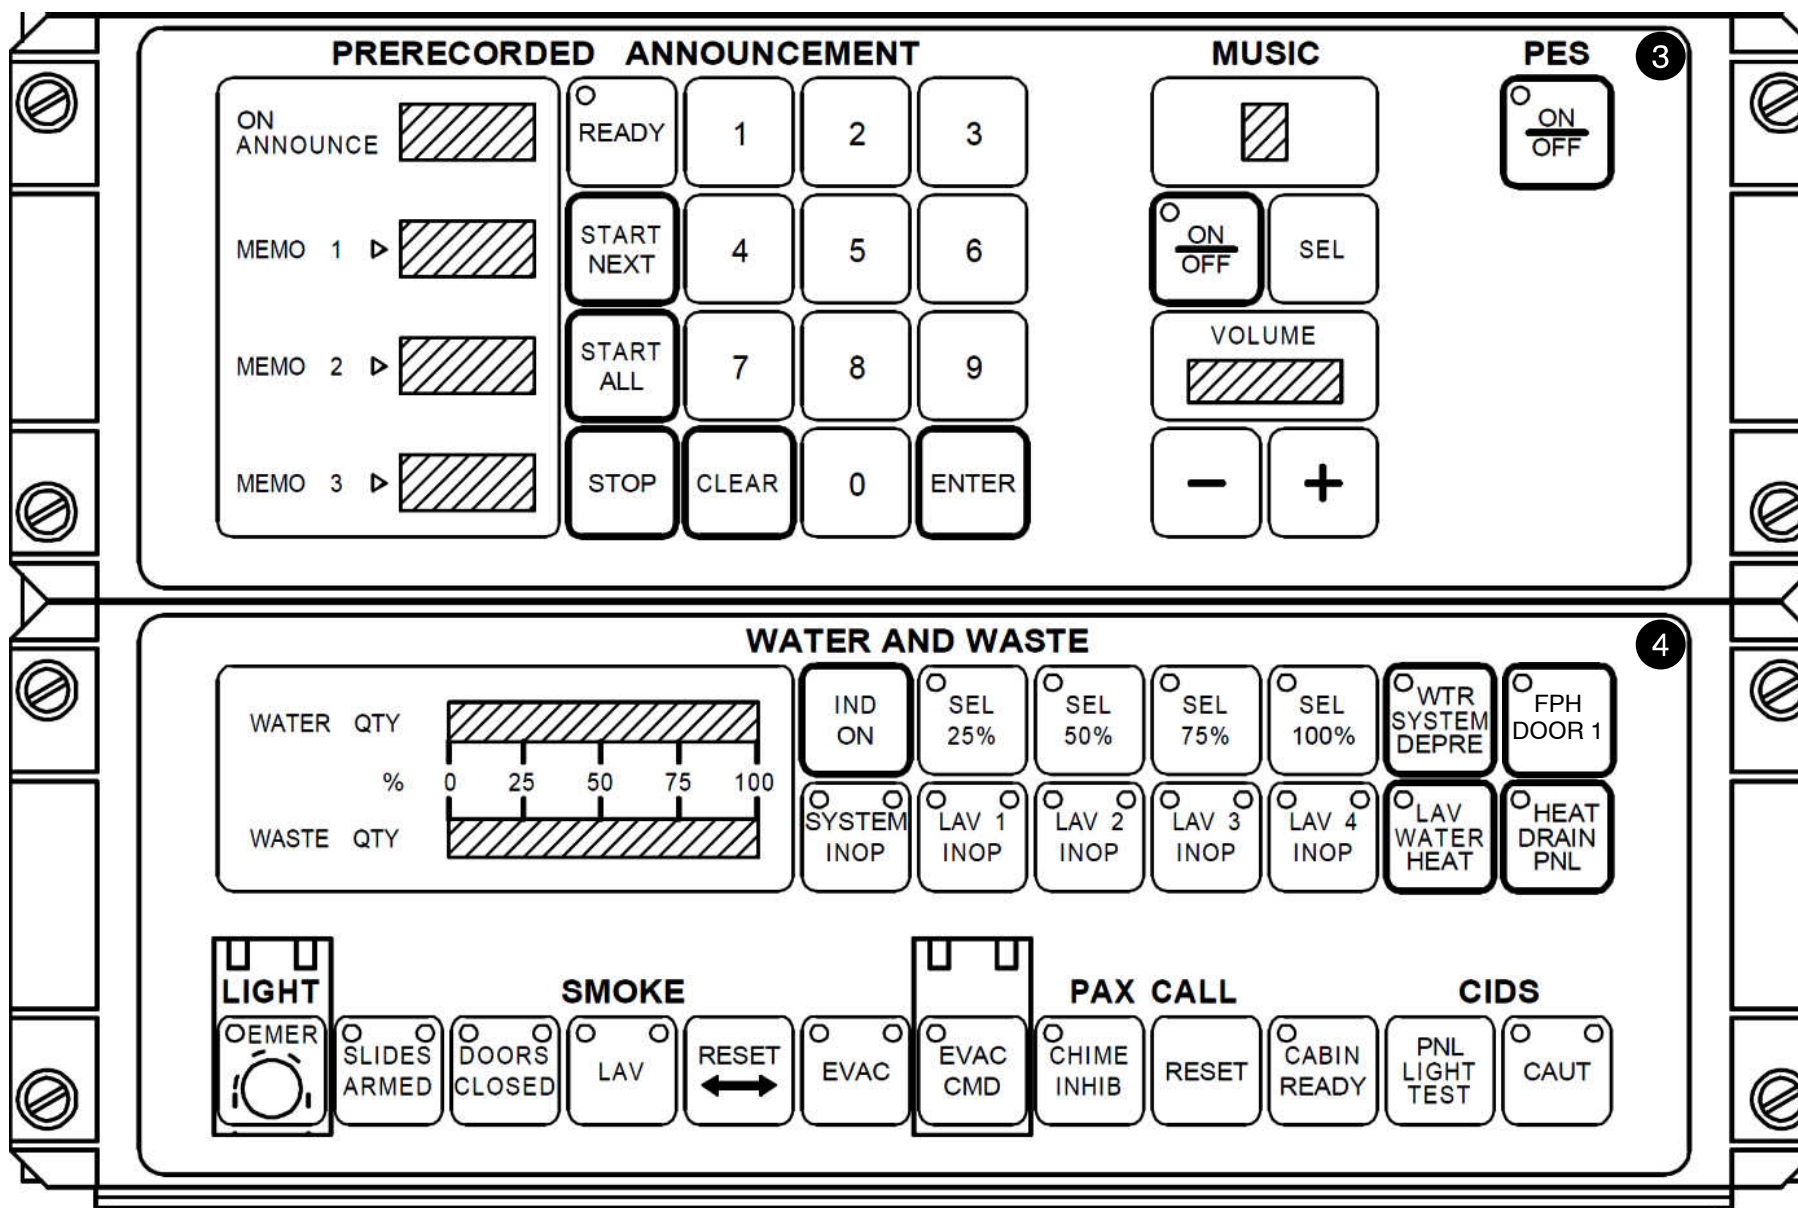 PRERECORDED ANNOUNCEMENT
MUSIC
PES
3
ON
ANNOUNCE
READY
1
2
3
ON
OFF
MEMO 1
START
NEXT
4
5
6
ON
OFF
SEL
MEMO 2
START
ALL
7
8
9
VOLUME
MEMO 3
STOP
CLEAR
0
ENTER
−
+
WATER AND WASTE
4
WATER QTY
%
0
25
50
75
100
WASTE QTY
IND
ON
SEL
25%
SEL
50%
SEL
75%
SEL
100%
WTR
SYSTEM
DEPRE
FPH
DOOR 1
SYSTEM
INOP
LAV 1
INOP
LAV 2
INOP
LAV 3
INOP
LAV 4
INOP
LAV
WATER
HEAT
HEAT
DRAIN
PNL
LIGHT
SMOKE
PAX CALL
CIDS
EMER
SLIDES
ARMED
DOORS
CLOSED
LAV
RESET
EVAC
EVAC
CMD
CHIME
INHIB
RESET
CABIN
READY
PNL
LIGHT
TEST
CAUT